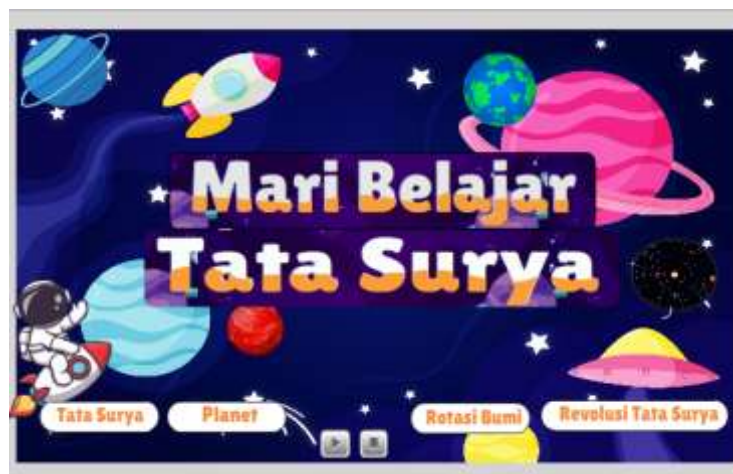 Mari Belajar
Tata Surya
Tata Surya
Planet
Rotasi Bumi
Revolusi Tata Surya